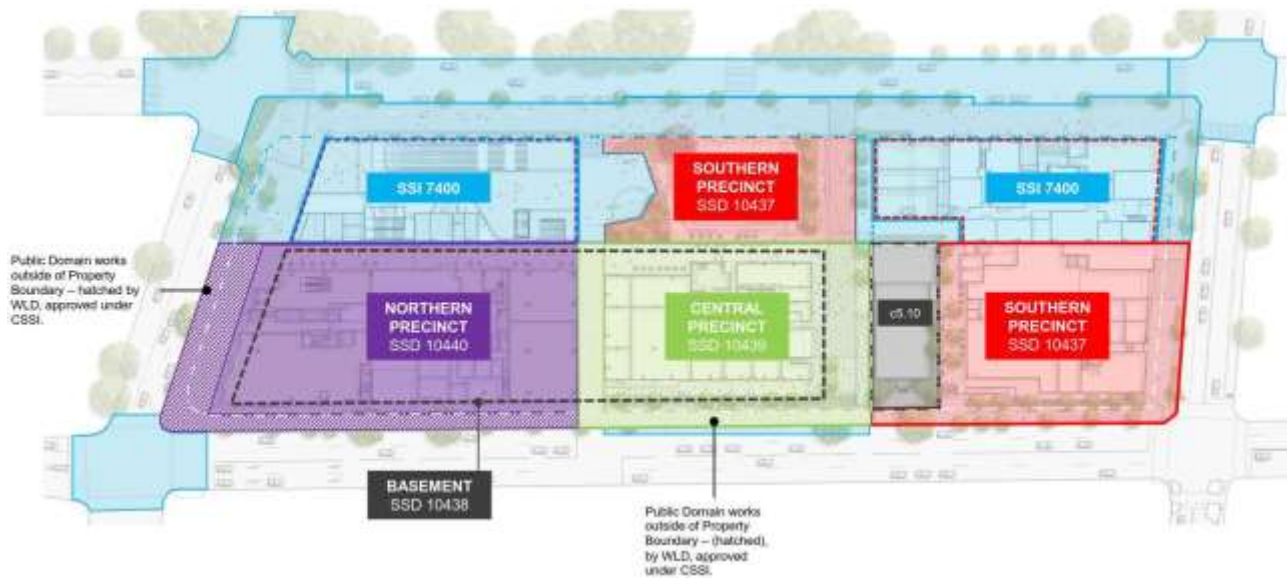 SSI 7400
SOUTHERN
PRECINCT
SSD 10437
SSI 7400
Public Domain works
outside of Property
Boundary – hatched by
WLD, approved under
CSSI.
NORTHERN
PRECINCT
SSD 10440
CENTRAL
PRECINCT
SSD 10439
c5.10
SOUTHERN
PRECINCT
SSD 10437
BASEMENT
SSD 10438
Public Domain works
outside of Property
Boundary – (hatched),
by WLD, approved
under CSSI.